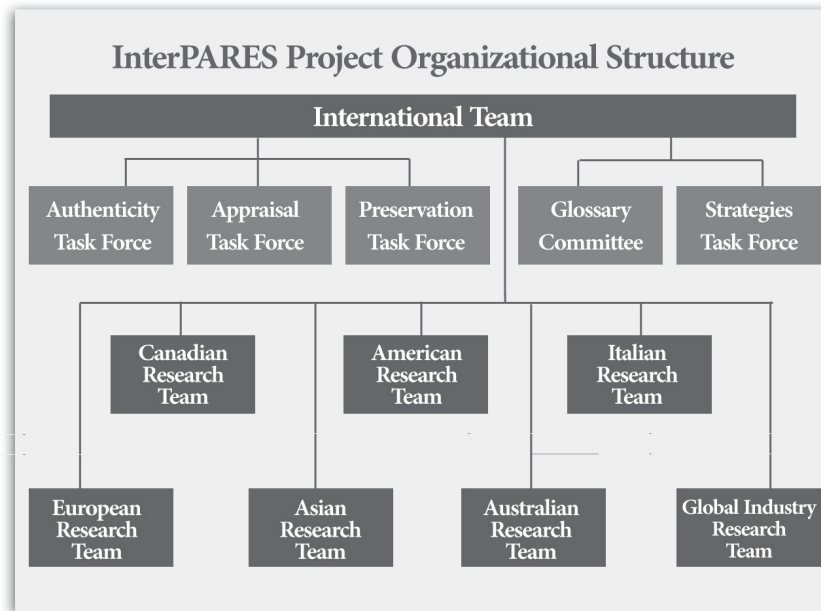 InterPARES Project Organizational Structure
International Team
Authenticity
Task Force
Appraisal
Task Force
Preservation
Task Force
Glossary
Committee
Strategies
Task Force
Canadian
Research
Team
American
Research
Team
Italian
Research
Team
European
Research
Team
Asian
Research
Team
Australian
Research
Team
Global Industry
Research
Team